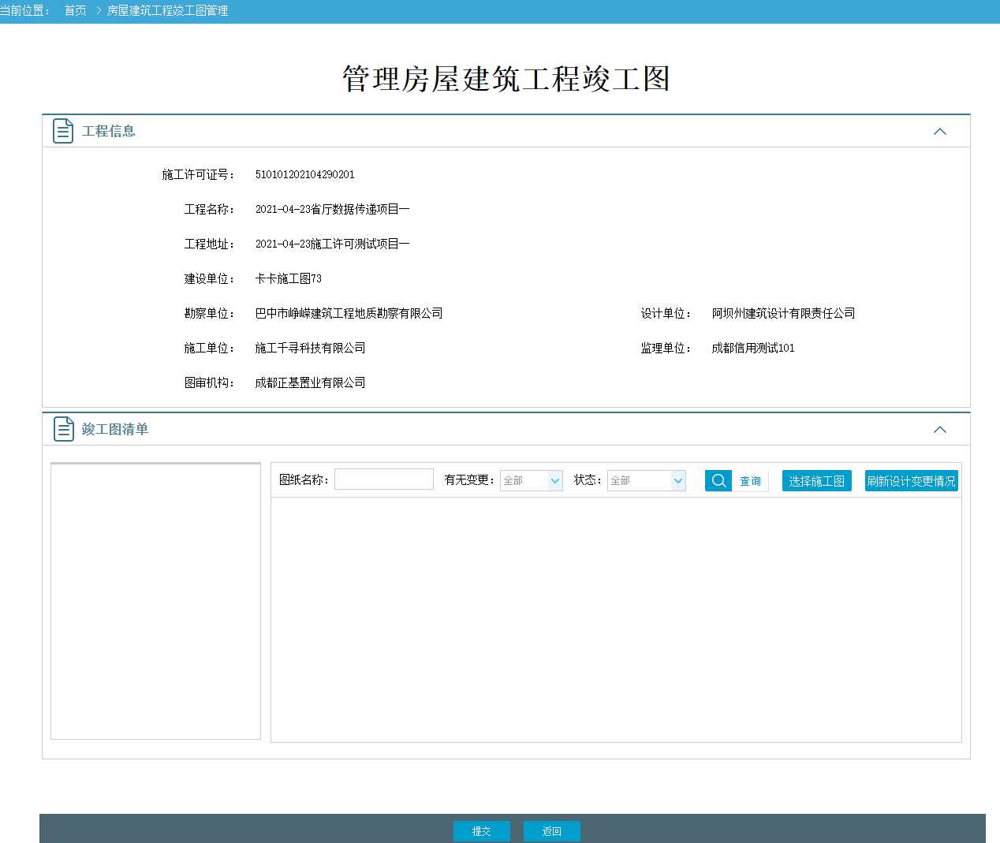 当前位置： 首页 > 房屋建筑工程竣工图管理
管理房屋建筑工程竣工图
工程信息
施工许可证号： 510101202104290201
工程名称： 2021-04-23省厅数据传递项目一
工程地址： 2021-04-23施工许可测试项目一
建设单位： 卡卡施工图73
勘察单位： 巴中市峥嵘建筑工程地质勘察有限公司 设计单位： 阿坝州建筑设计有限责任公司
施工单位： 施工千寻科技有限公司 监理单位： 成都信用测试101
图审机构： 成都正基置业有限公司
竣工图清单
图纸名称： 有无变更： 全部 状态： 全部 查询 选择施工图 刷新设计变更情况
提交 返回